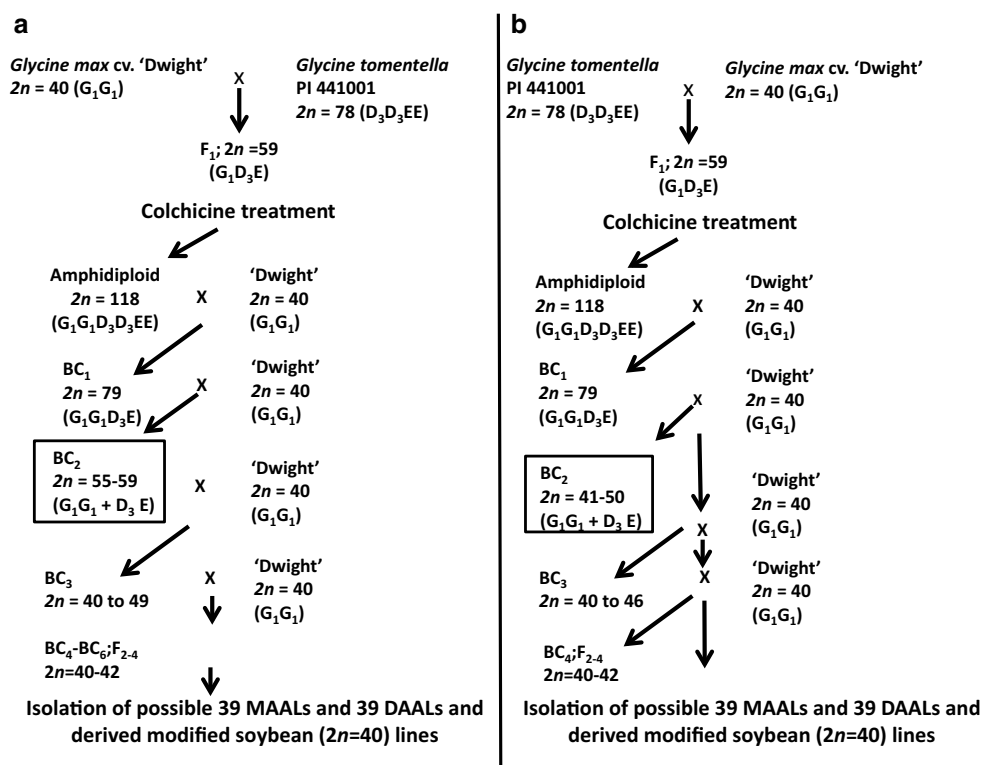 a
Glycine max cv. ‘Dwight’
2n = 40 (G₁G₁)
X
Glycine tomentella
PI 441001
2n = 78 (D₃D₃EE)
F₁; 2n =59
(G₁D₃E)
Colchicine treatment
Amphidiploid
2n = 118
(G₁G₁D₃D₃EE)
X
‘Dwight’
2n = 40
(G₁G₁)
BC₁
2n = 79
(G₁G₁D₃E)
X
‘Dwight’
2n = 40
(G₁G₁)
BC₂
2n = 55-59
(G₁G₁ + D₃ E)
X
‘Dwight’
2n = 40
(G₁G₁)
BC₃
2n = 40 to 49
X
‘Dwight’
2n = 40
(G₁G₁)
BC₄-BC₆;F₂₋₄
2n=40-42
Isolation of possible 39 MAALs and 39 DAALs and
derived modified soybean (2n=40) lines
b
Glycine tomentella
PI 441001
2n = 78 (D₃D₃EE)
X
Glycine max cv. ‘Dwight’
2n = 40 (G₁G₁)
F₁; 2n =59
(G₁D₃E)
Colchicine treatment
Amphidiploid
2n = 118
(G₁G₁D₃D₃EE)
X
‘Dwight’
2n = 40
(G₁G₁)
BC₁
2n = 79
(G₁G₁D₃E)
X
‘Dwight’
2n = 40
(G₁G₁)
BC₂
2n = 41-50
(G₁G₁ + D₃ E)
X
‘Dwight’
2n = 40
(G₁G₁)
BC₃
2n = 40 to 46
X
‘Dwight’
2n = 40
(G₁G₁)
BC₄;F₂₋₄
2n=40-42
Isolation of possible 39 MAALs and 39 DAALs and
derived modified soybean (2n=40) lines